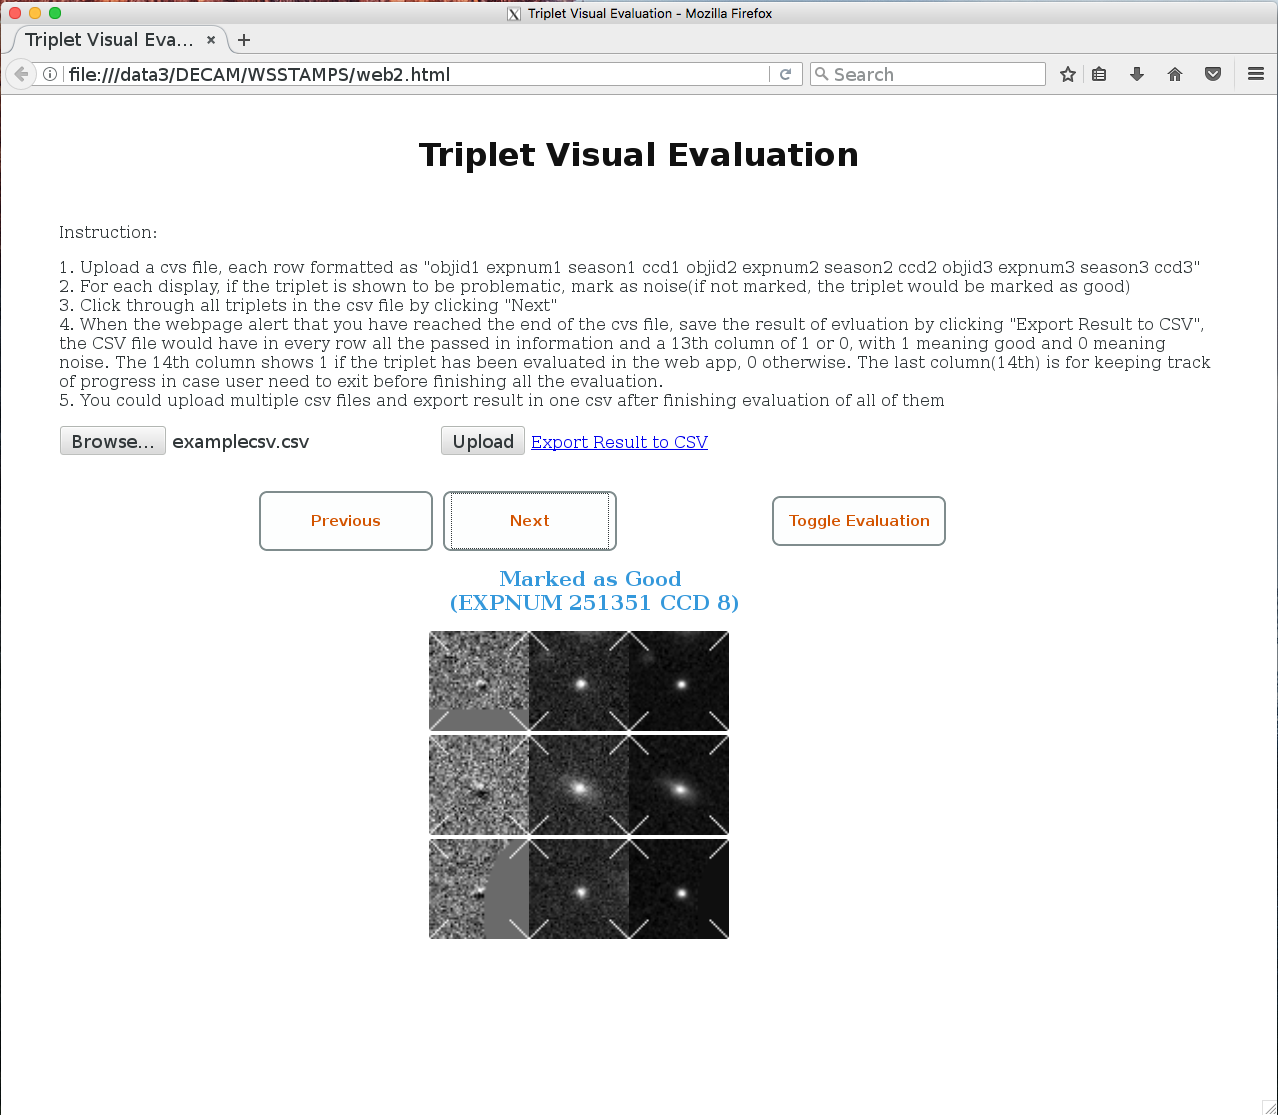 Triplet Visual Evaluation - Mozilla Firefox
Triplet Visual Eva... × +
file:///data3/DECAM/WSSTAMPS/web2.html
Search
Triplet Visual Evaluation
Instruction:
1. Upload a cvs file, each row formatted as "objid1 expnum1 season1 ccd1 objid2 expnum2 season2 ccd2 objid3 expnum3 season3 ccd3"
2. For each display, if the triplet is shown to be problematic, mark as noise(if not marked, the triplet would be marked as good)
3. Click through all triplets in the csv file by clicking "Next"
4. When the webpage alert that you have reached the end of the cvs file, save the result of evluation by clicking "Export Result to CSV",
the CSV file would have in every row all the passed in information and a 13th column of 1 or 0, with 1 meaning good and 0 meaning
noise. The 14th column shows 1 if the triplet has been evaluated in the web app, 0 otherwise. The last column(14th) is for keeping track
of progress in case user need to exit before finishing all the evaluation.
5. You could upload multiple csv files and export result in one csv after finishing evaluation of all of them
Browse... examplecsv.csv Upload Export Result to CSV
Previous Next Toggle Evaluation
Marked as Good
(EXPNUM 251351 CCD 8)